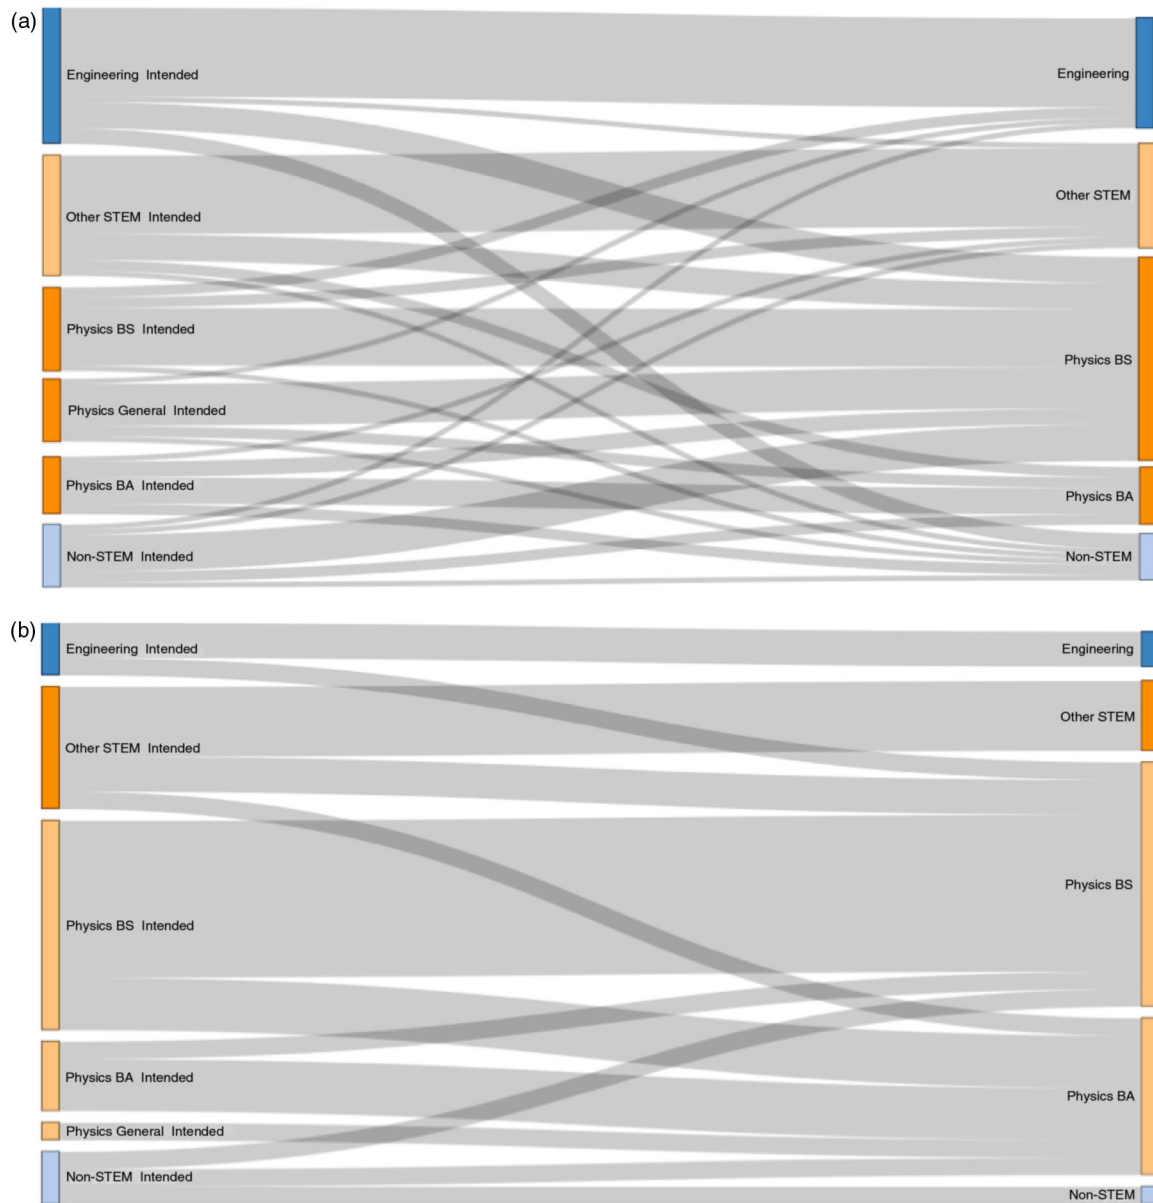 (a)
Engineering Intended
Engineering
Other STEM Intended
Other STEM
Physics BS Intended
Physics BS
Physics General Intended
Physics BA Intended
Physics BA
Non-STEM Intended
Non-STEM
(b)
Engineering Intended
Engineering
Other STEM Intended
Other STEM
Physics BS Intended
Physics BS
Physics BA Intended
Physics BA
Physics General Intended
Non-STEM Intended
Non-STEM